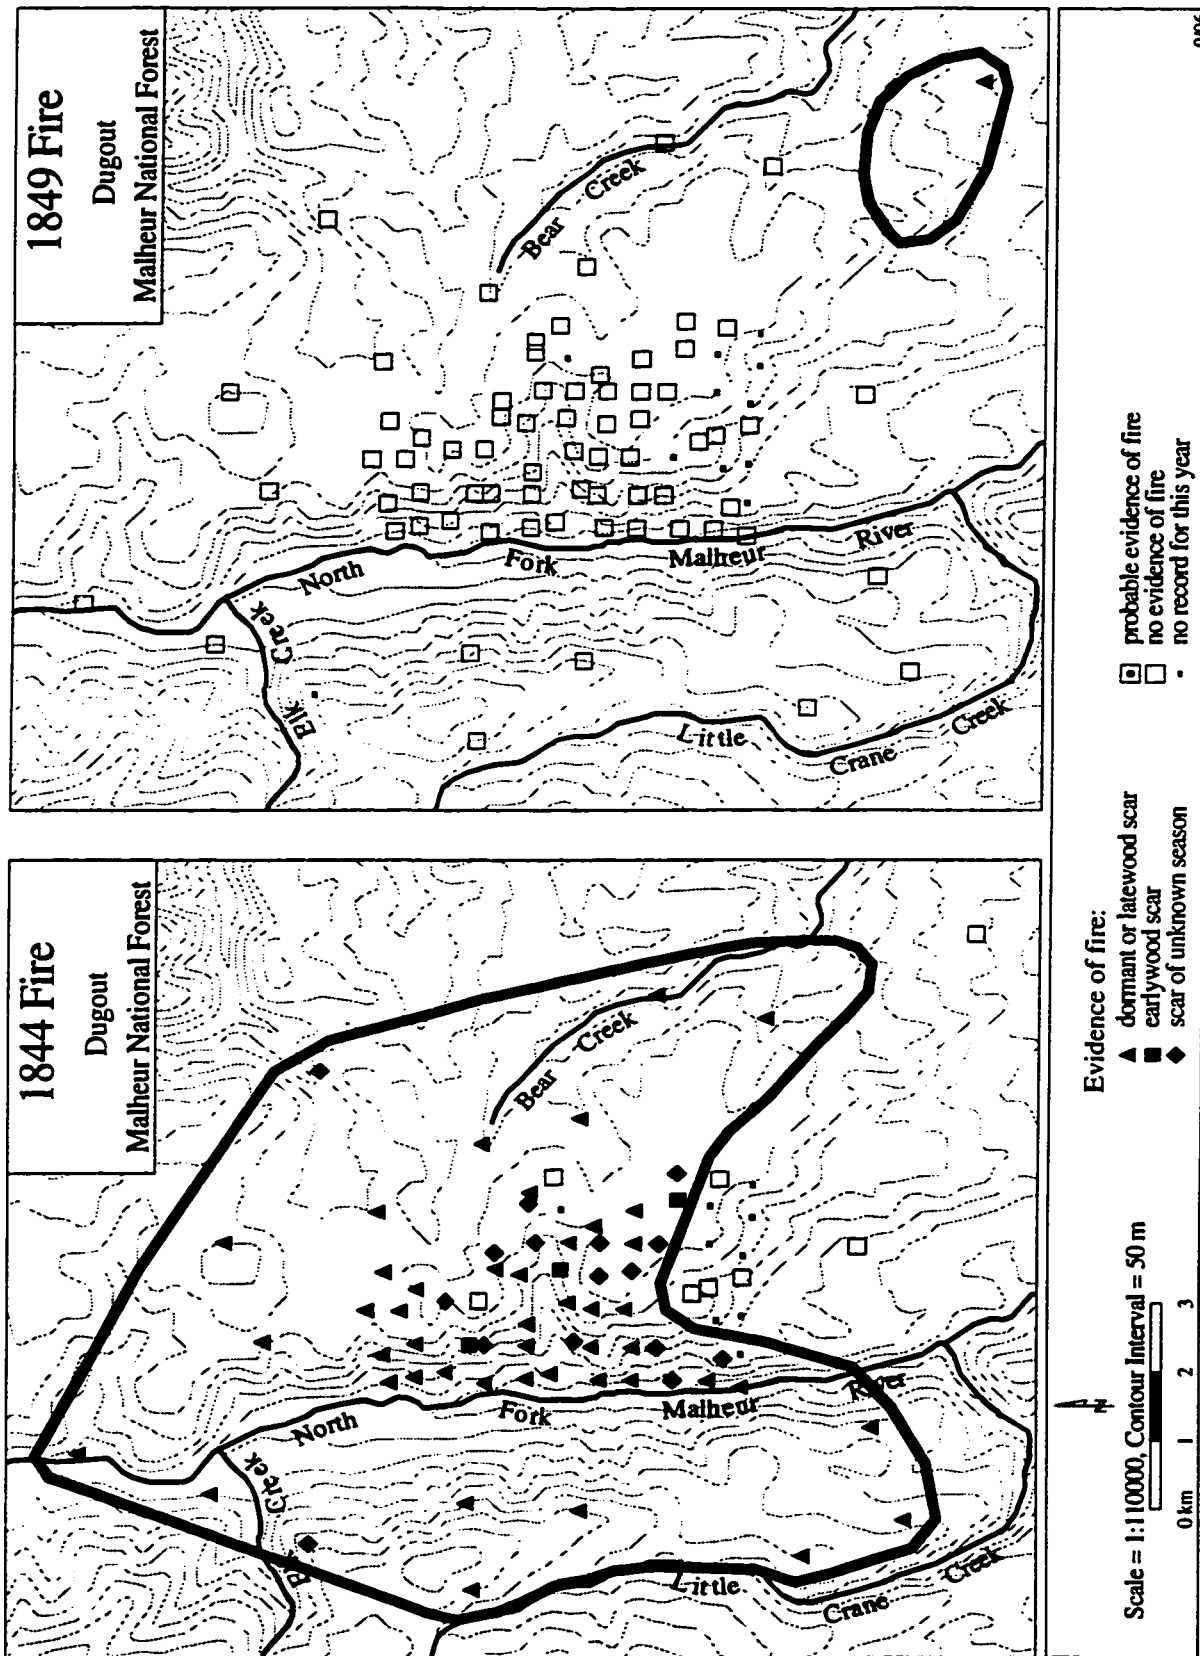 1844 Fire
Dugout
Malheur National Forest
Elk Creek
North Fork Malheur River
Bear Creek
Little Crane Creek
1849 Fire
Dugout
Malheur National Forest
Elk Creek
North Fork Malheur River
Bear Creek
Little Crane Creek
Scale = 1:110000, Contour Interval = 50 m
0 km 1 2 3
N
Evidence of fire:
dormant or latewood scar
earlywood scar
scar of unknown season
probable evidence of fire
no evidence of fire
no record for this year